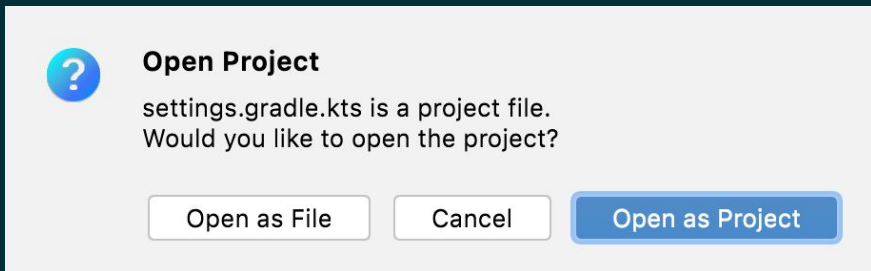 Open Project
settings.gradle.kts is a project file.
Would you like to open the project?
Open as File
Cancel
Open as Project